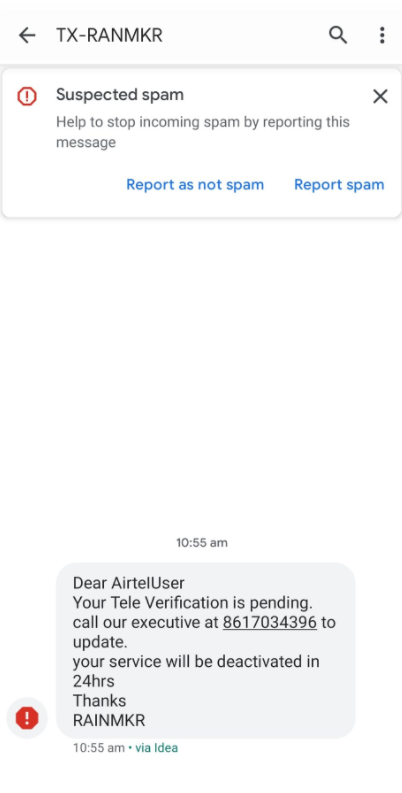 TX-RANMKR
Suspected spam
Help to stop incoming spam by reporting this
message
Report as not spam Report spam
10:55 am
Dear AirtelUser
Your Tele Verification is pending.
call our executive at 8617034396 to
update.
your service will be deactivated in
24hrs
Thanks
RAINMKR
10:55 am • via Idea